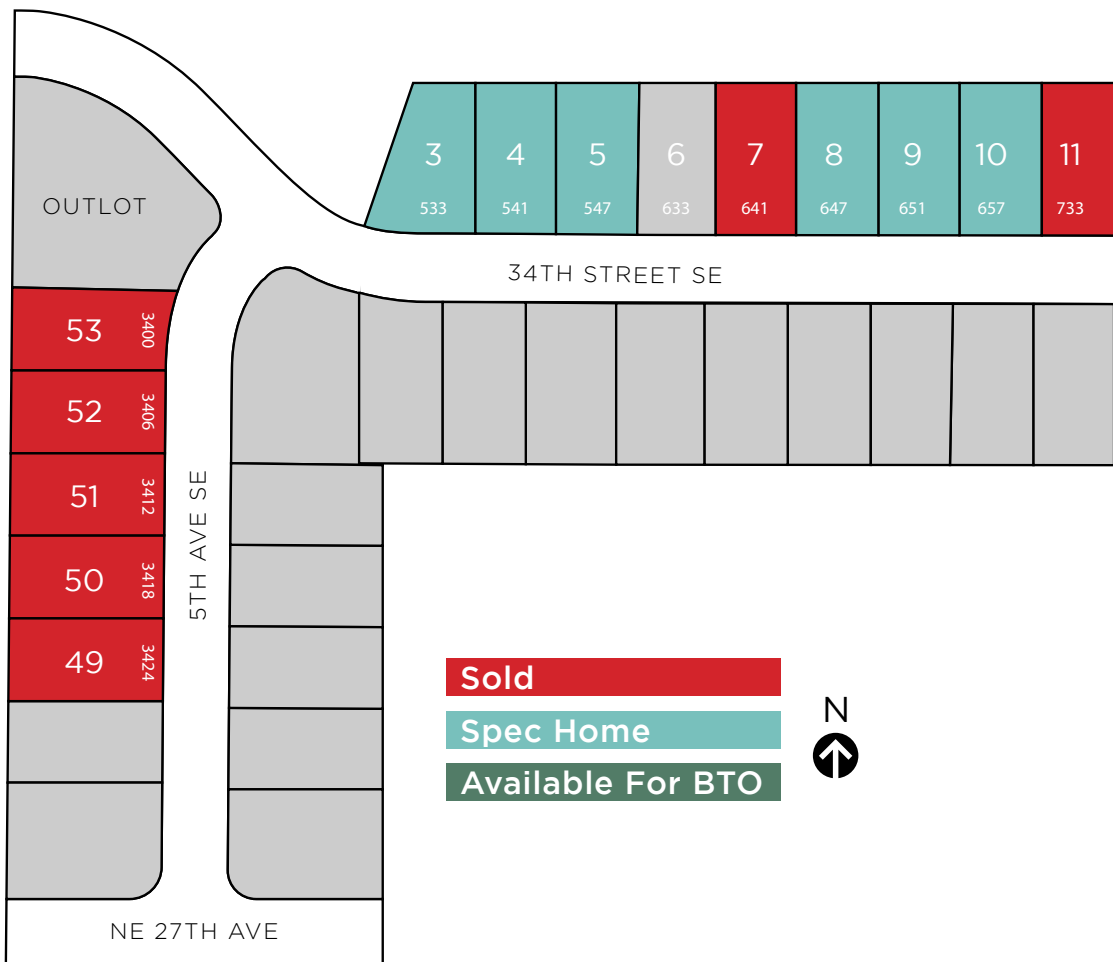 3 4 5 6 7 8 9 10 11
533 541 547 633 641 647 651 657 733
OUTLOT
34TH STREET SE
53 3400
52 3406
51 3412
50 3418
49 3424
5TH AVE SE
Sold
Spec Home
Available For BTO
N
NE 27TH AVE